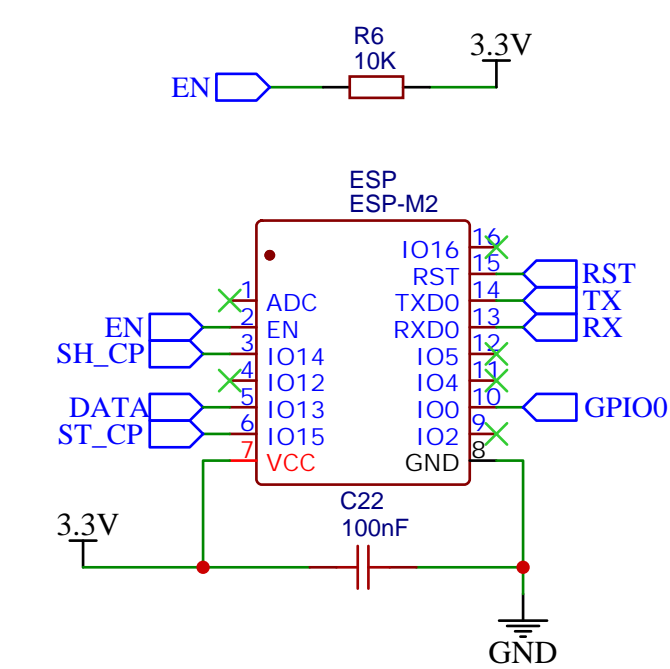 R6
10K
3.3V
EN
ESP
ESP-M2
16
IO16
15
RST
RST
1
ADC
14
TXD0
TX
EN
2
EN
13
RXD0
RX
SH_CP
3
IO14
12
IO5
4
IO12
11
IO4
DATA
5
IO13
10
IO0
GPIO0
ST_CP
6
IO15
9
IO2
7
VCC
8
GND
C22
100nF
3.3V
GND